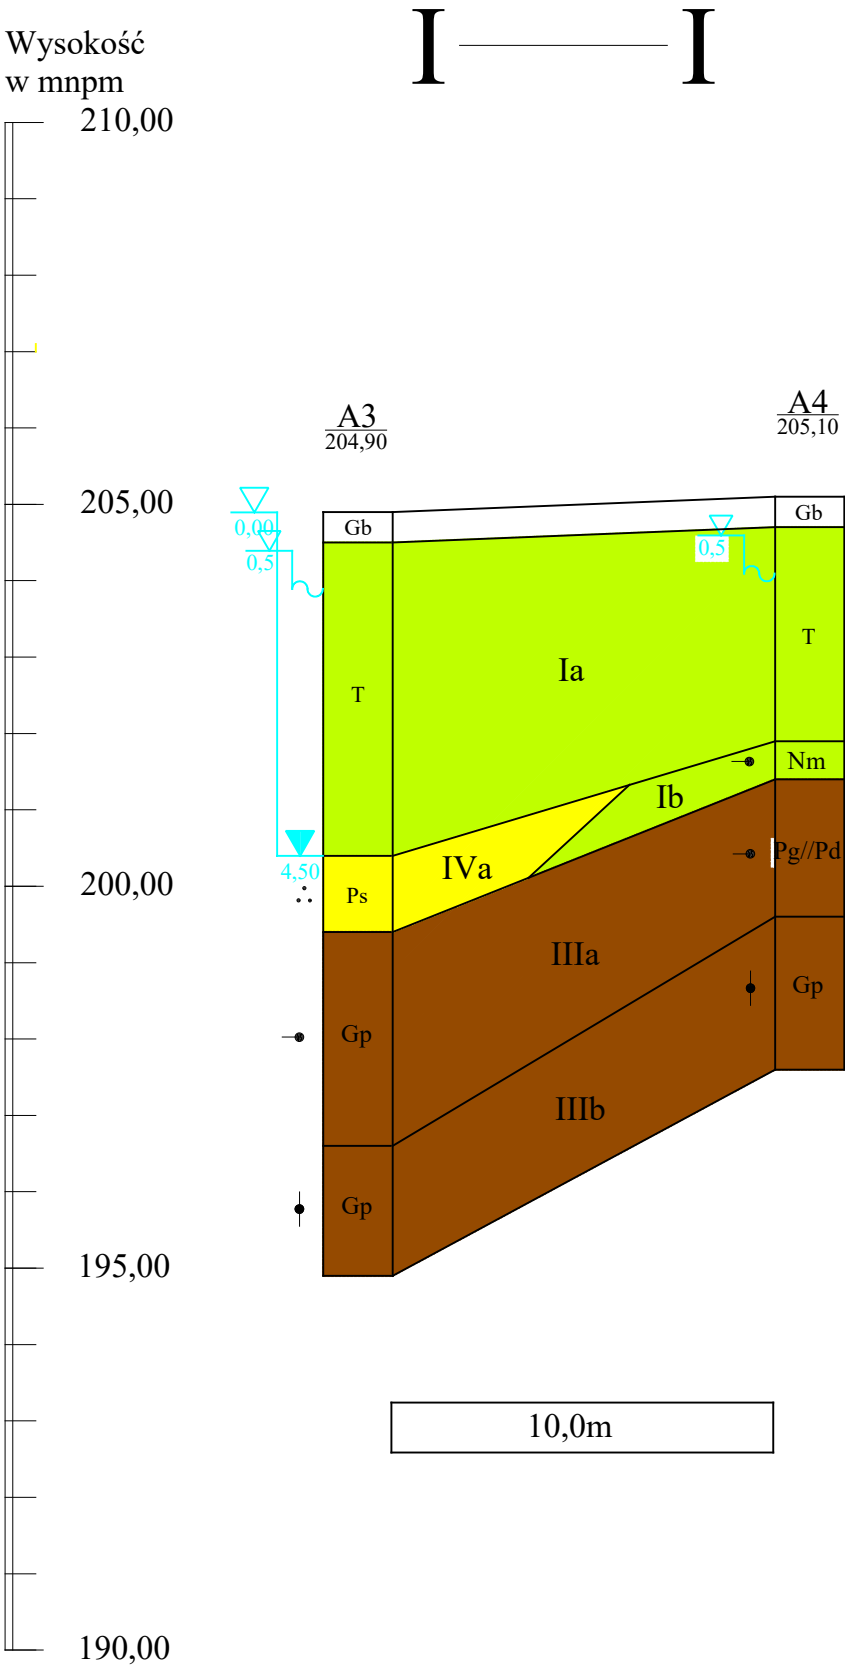 Wysokość
w mnpm
I I
210,00
A3
204,90
A4
205,10
205,00
0,00
0,5
Gb
Gb
0,5
T
Ia
T
Nm
Ib
4,50
200,00
Ps
IVa
Pg//Pd
IIIa
Gp
Gp
IIIb
Gp
195,00
10,0m
190,00